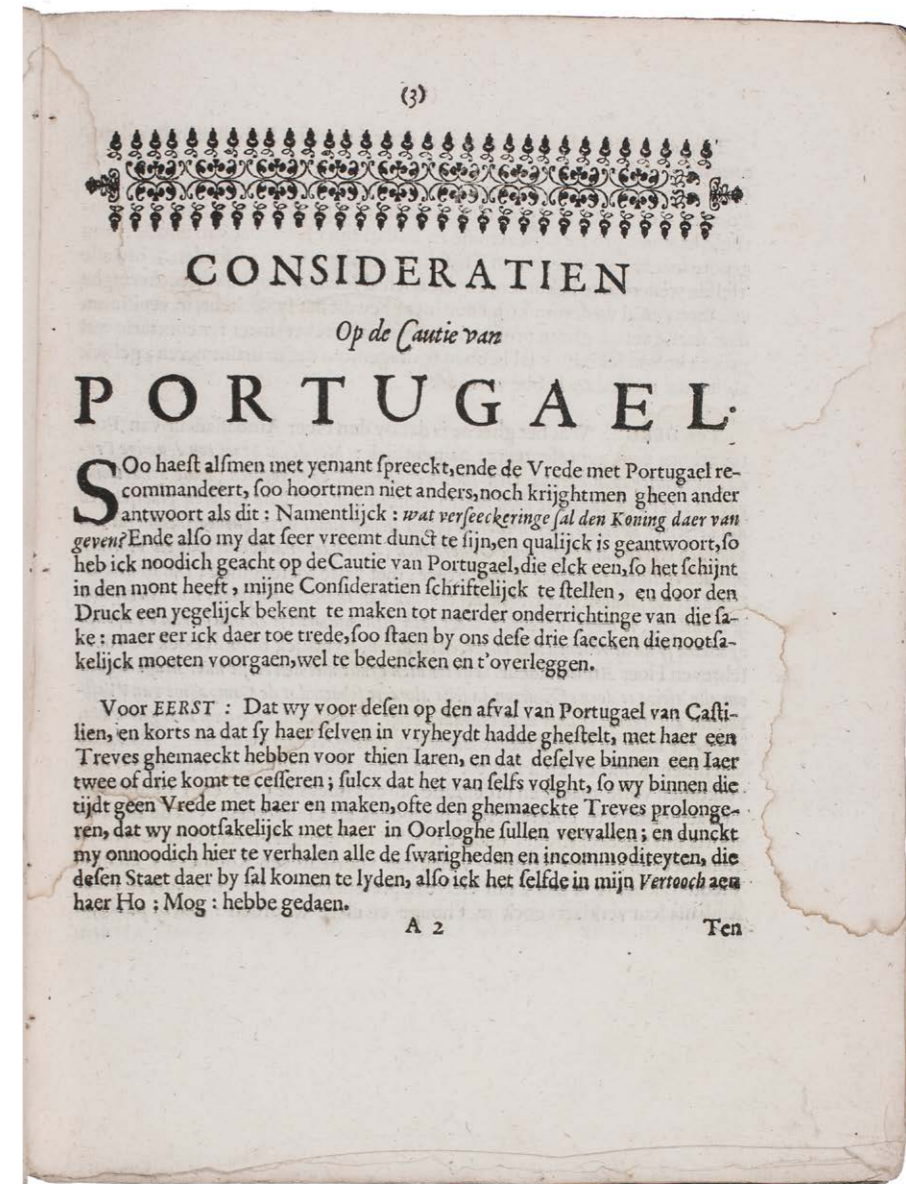 (3)
CONSIDERATIEN
Op de Cautie van
PORTUGAEL.
SOo haeſt alſmen met yemant ſpreeckt,ende de Vrede met Portugael re-
commandeert, ſoo hoortmen niet anders,noch krijghtmen gheen ander
antwoort als dit : Namentlijck : wat verſeeckeringe ſal den Koning daer van
geven? Ende alſo my dat ſeer vreemt dunct te ſijn,en qualijck is geantwoort,ſo
heb ick noodich geacht op de Cautie van Portugael,die elck een,ſo het ſchijnt
in den mont heeft , mijne Conſideratien ſchriftelijck te ſtellen , en door den
Druck een yegelijck bekent te maken tot naerder onderrichtinge van die ſa-
ke : maer eer ick daer toe trede,ſoo ſtaen by ons deſe drie ſaecken die nootſa-
kelijck moeten voorgaen,wel te bedencken en t'overleggen.
Voor EERST : Dat wy voor deſen op den afval van Portugael van Caſti-
lien, en korts na dat ſy haer ſelven in vryheydt hadde gheſtelt, met haer een
Treves ghemaeckt hebben voor thien Iaren, en dat deſelve binnen een Iaer
twee of drie komt te ceſſeren ; ſulcx dat het van ſelfs volght, ſo wy binnen die
tijdt geen Vrede met haer en maken,ofte den ghemaeckte Treves prolonge-
ren, dat wy nootſakelijck met haer in Oorloghe ſullen vervallen ; en dunckt
my onnoodich hier te verhalen alle de ſwarigheden en incommoditeyten, die
deſen Staet daer by ſal komen te lyden, alſo ick het ſelfde in mijn Vertooch aen
haer Ho ; Mog : hebbe gedaen.
A 2 Ten